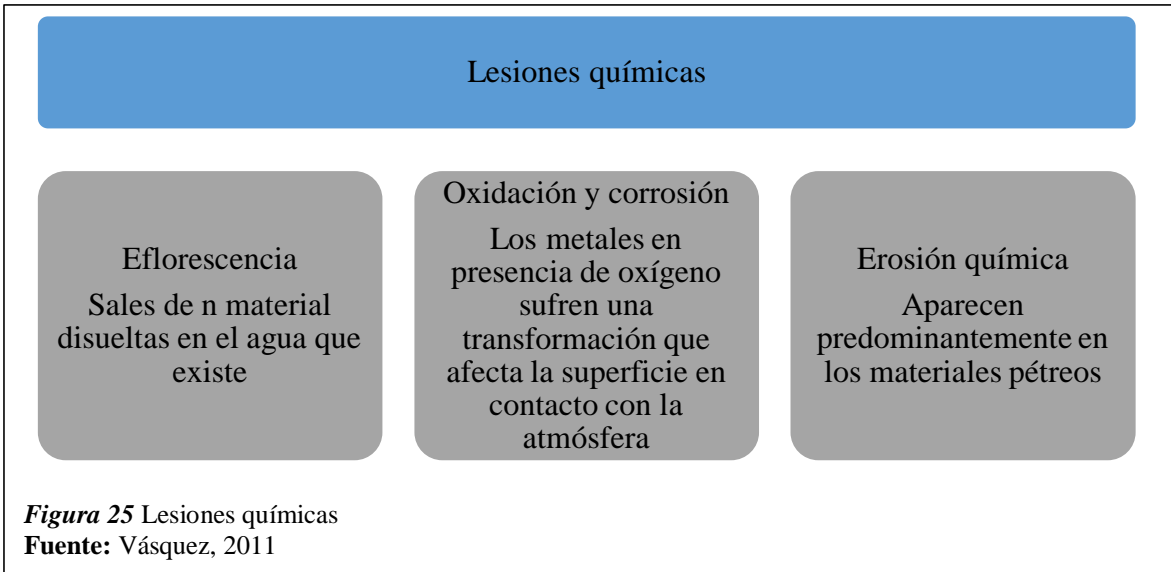 Lesiones químicas
Eflorescencia
Sales de n material
disueltas en el agua que
existe
Oxidación y corrosión
Los metales en
presencia de oxígeno
sufren una
transformación que
afecta la superficie en
contacto con la
atmósfera
Erosión química
Aparecen
predominantemente en
los materiales pétreos
Figura 25 Lesiones químicas
Fuente: Vásquez, 2011